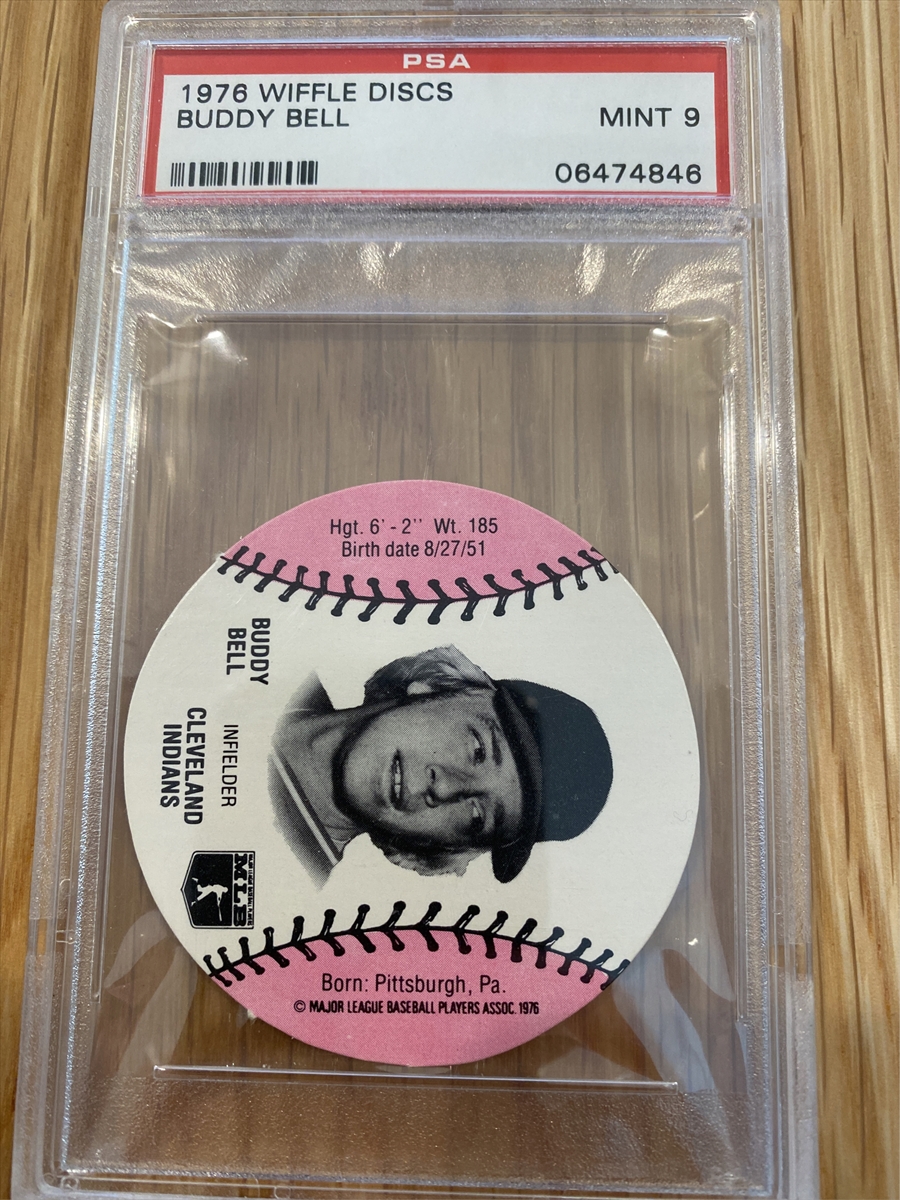 PSA
1976 WIFFLE DISCS
BUDDY BELL
MINT 9
06474846
Hgt. 6' - 2'' Wt. 185
Birth date 8/27/51
BUDDY
BELL
INFIELDER
CLEVELAND
INDIANS
MLB
Born: Pittsburgh, Pa.
© MAJOR LEAGUE BASEBALL PLAYERS ASSOC. 1976